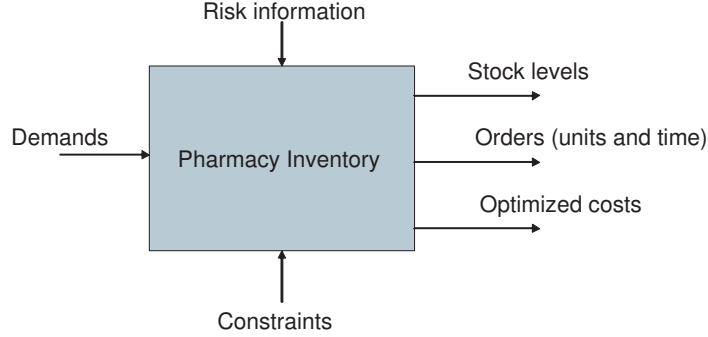 Risk information
Stock levels
Demands
Pharmacy Inventory
Orders (units and time)
Optimized costs
Constraints